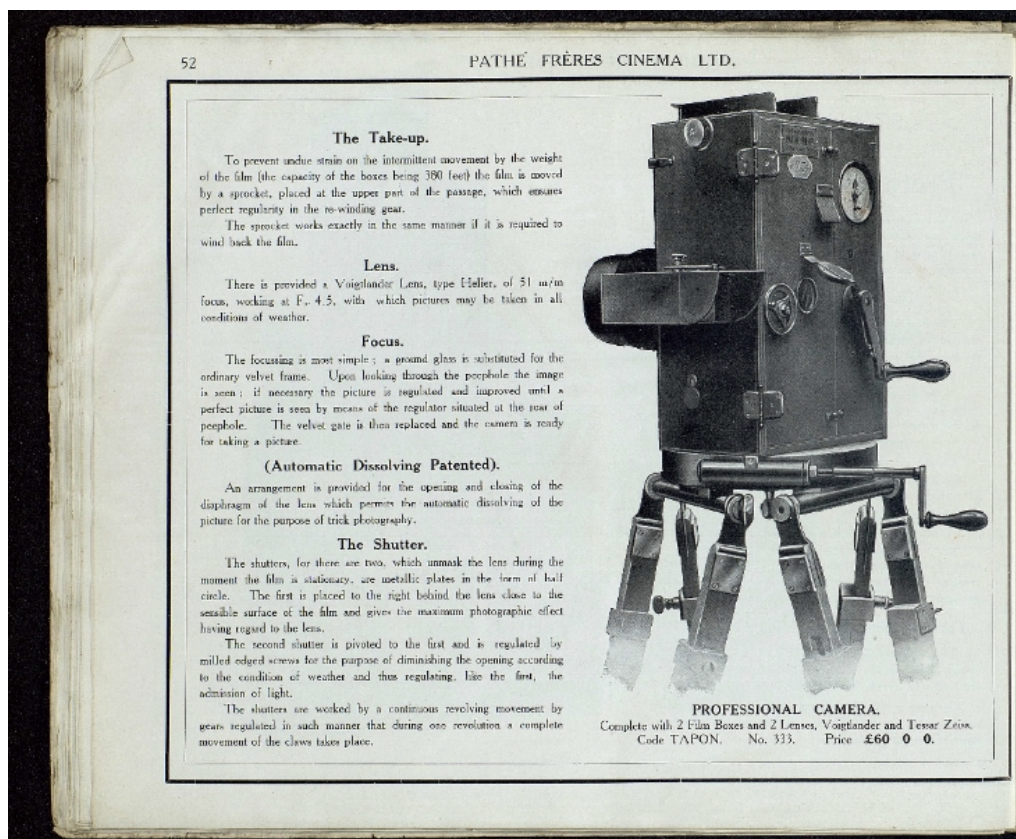 52
PATHÉ FRÈRES CINEMA LTD.
The Take-up.
To prevent undue strain on the intermittent movement by the weight
of the film (the capacity of the boxes being 380 feet) the film is moved
by a sprocket, placed at the upper part of the passage, which ensures
perfect regularity in the re-winding gear.
The sprocket works exactly in the same manner if it is required to
wind back the film.
Lens.
There is provided a Voigtlander Lens, type Helier, of 51 m/m
focus, working at F. 4.5, with which pictures may be taken in all
conditions of weather.
Focus.
The focussing is most simple; a ground glass is substituted for the
ordinary velvet frame. Upon looking through the peephole the image
is seen; if necessary the picture is regulated and improved until a
perfect picture is seen by means of the regulator situated at the rear of
peephole. The velvet gate is then replaced and the camera is ready
for taking a picture.
(Automatic Dissolving Patented).
An arrangement is provided for the opening and closing of the
diaphragm of the lens which permits the automatic dissolving of the
picture for the purpose of trick photography.
The Shutter.
The shutters, for there are two, which unmask the lens during the
moment the film is stationary, are metallic plates in the form of half
circle. The first is placed to the right behind the lens close to the
sensible surface of the film and gives the maximum photographic effect
having regard to the lens.
The second shutter is pivoted to the first and is regulated by
milled edged screws for the purpose of diminishing the opening according
to the condition of weather and thus regulating, like the first, the
admission of light.
The shutters are worked by a continuous revolving movement by
gears regulated in such manner that during one revolution a complete
movement of the claws takes place.
PROFESSIONAL CAMERA.
Complete with 2 Film Boxes and 2 Lenses, Voigtlander and Tessar Zeiss.
Code TAPON. No. 333. Price £60 0 0.